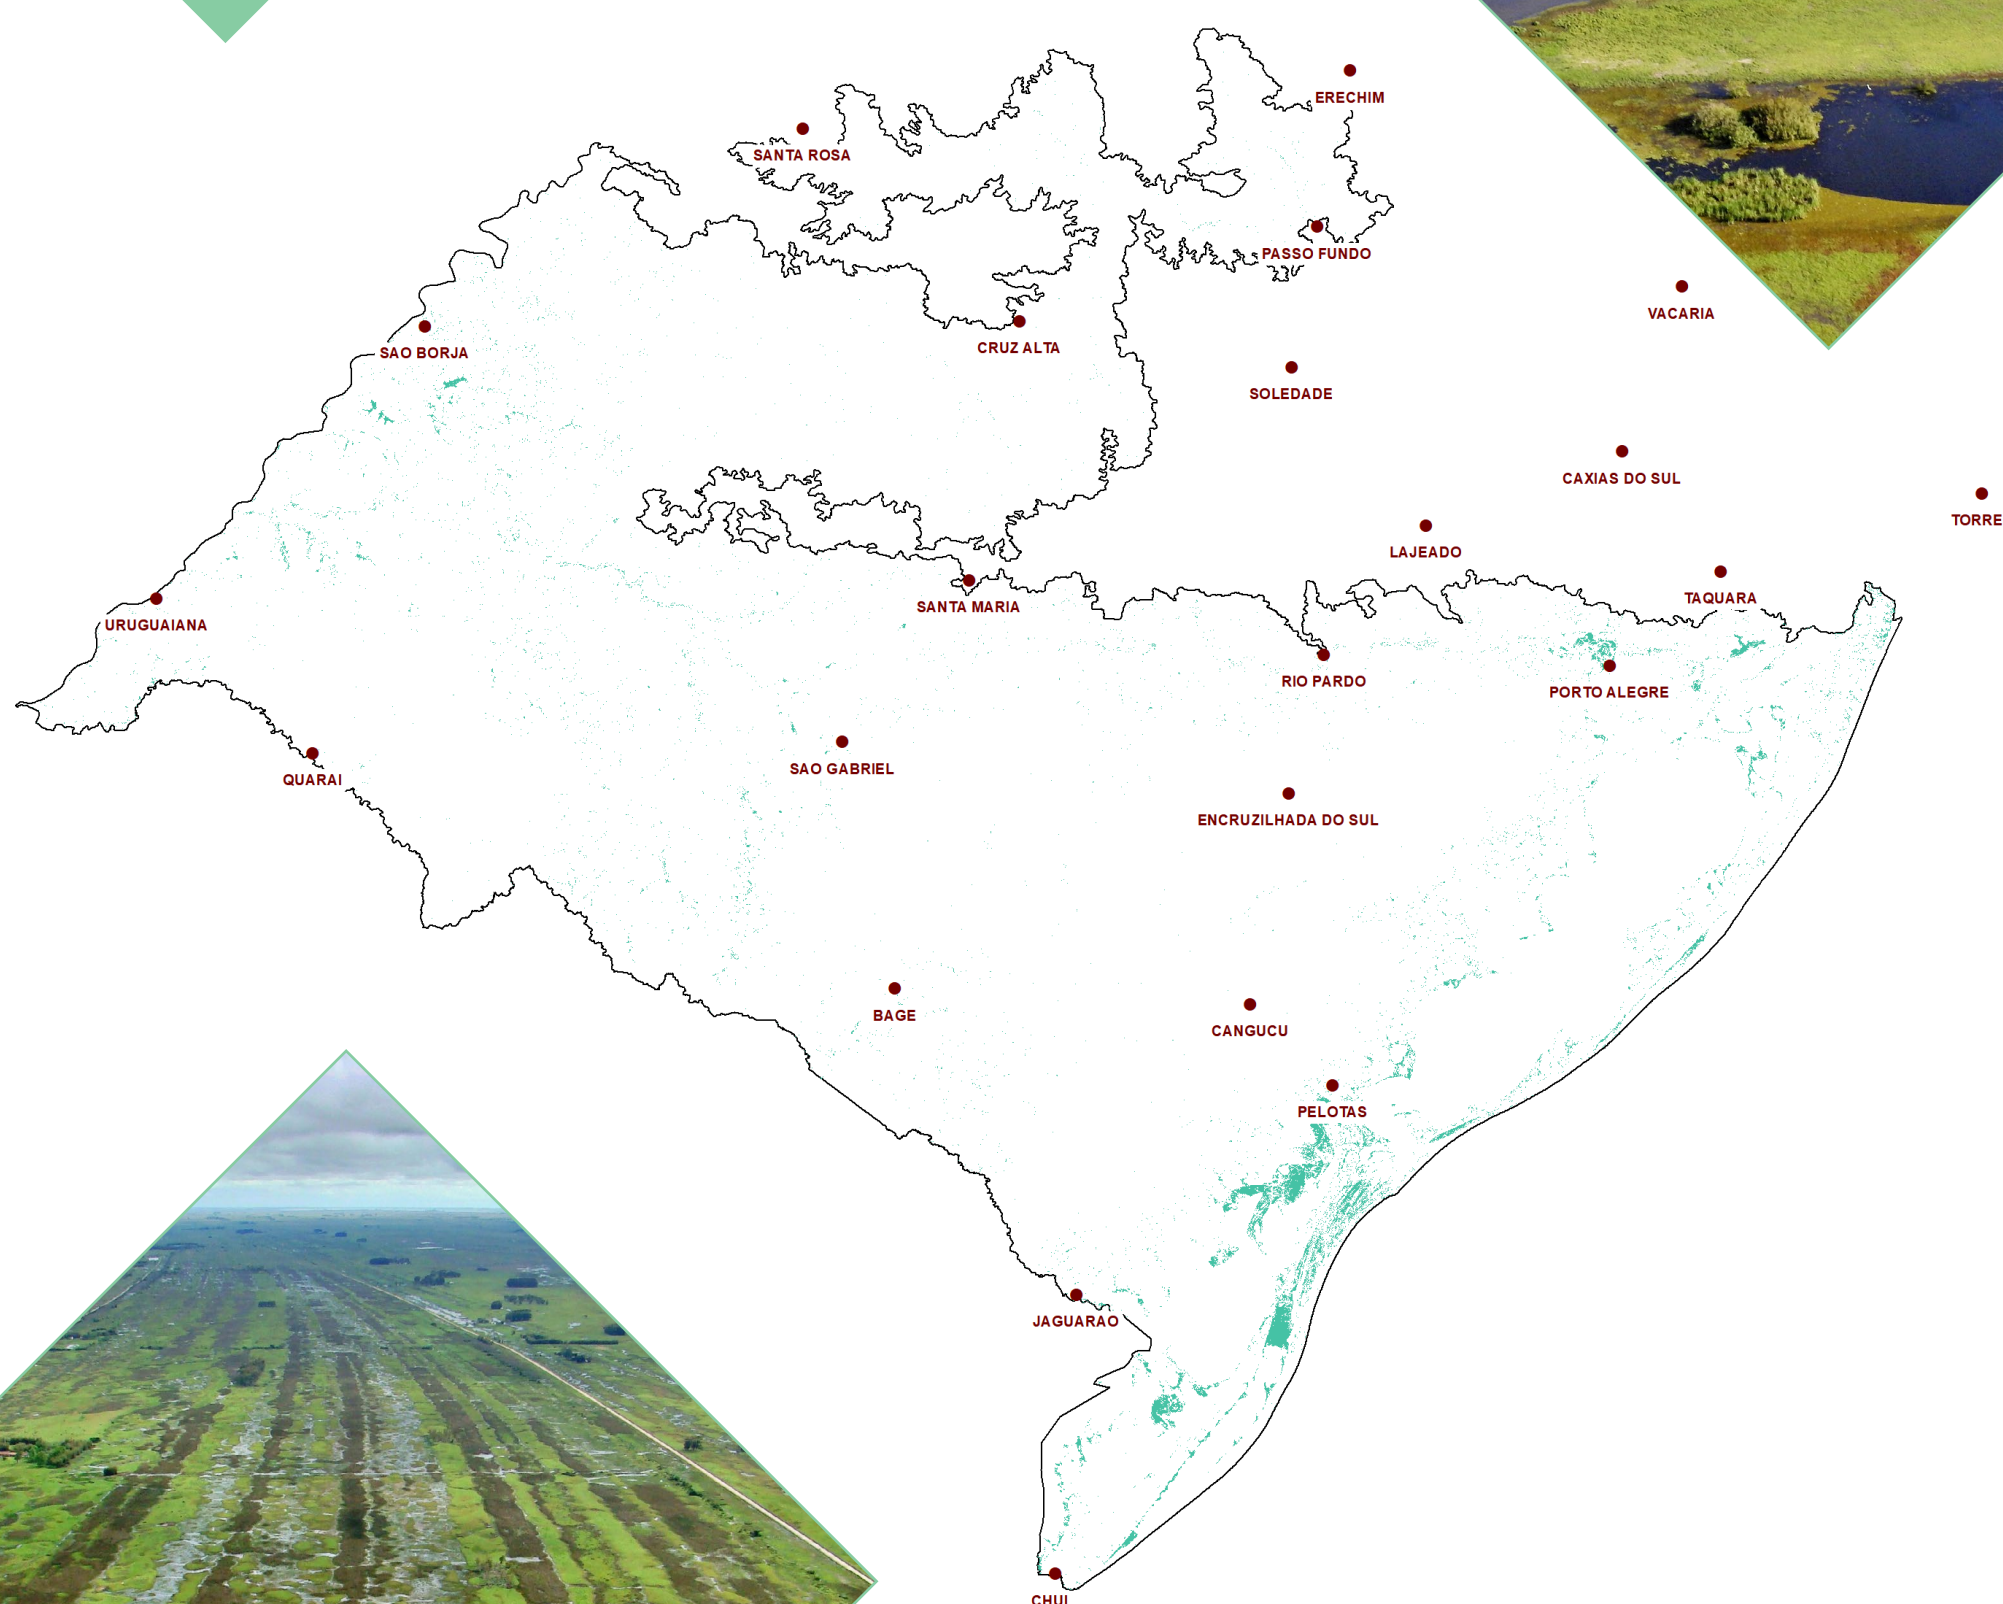 ERECHIM
SANTA ROSA
PASSO FUNDO
VACARIA
SAO BORJA
CRUZ ALTA
SOLEDADE
CAXIAS DO SUL
TORRE
LAJEADO
TAQUARA
SANTA MARIA
URUGUAIANA
RIO PARDO
PORTO ALEGRE
SAO GABRIEL
QUARAI
ENCRUZILHADA DO SUL
BAGE
CANGUCU
PELOTAS
JAGUARAO
CHUI